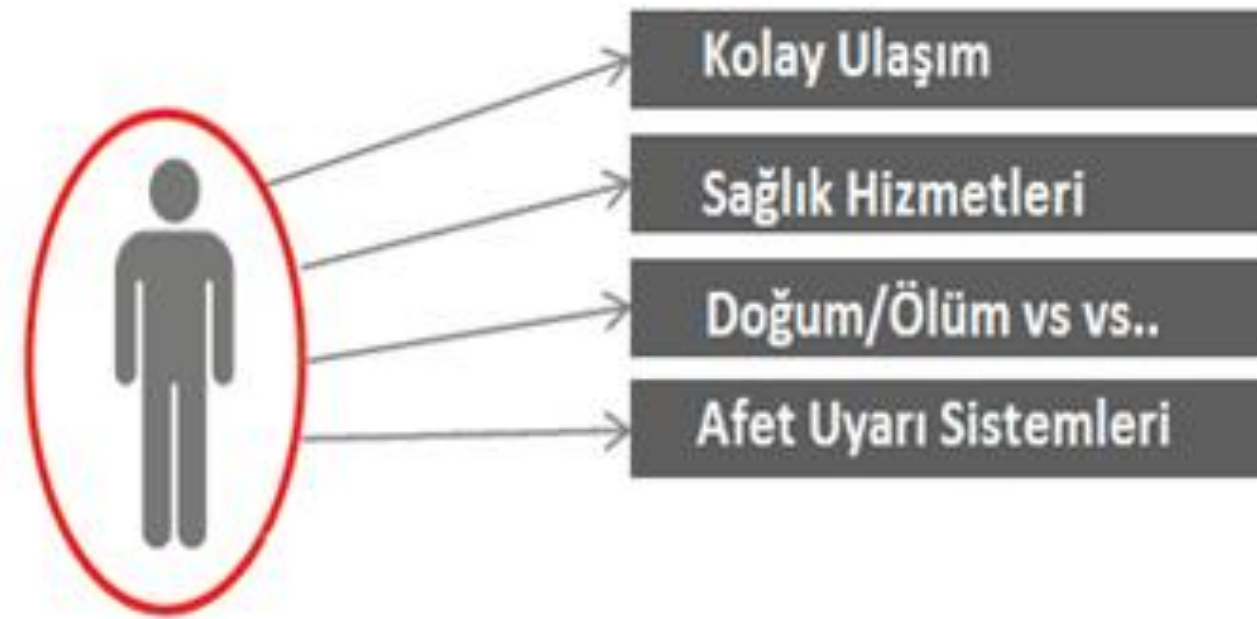 Kolay Ulaşım
Sağlık Hizmetleri
Doğum/Ölüm vs vs..
Afet Uyarı Sistemleri